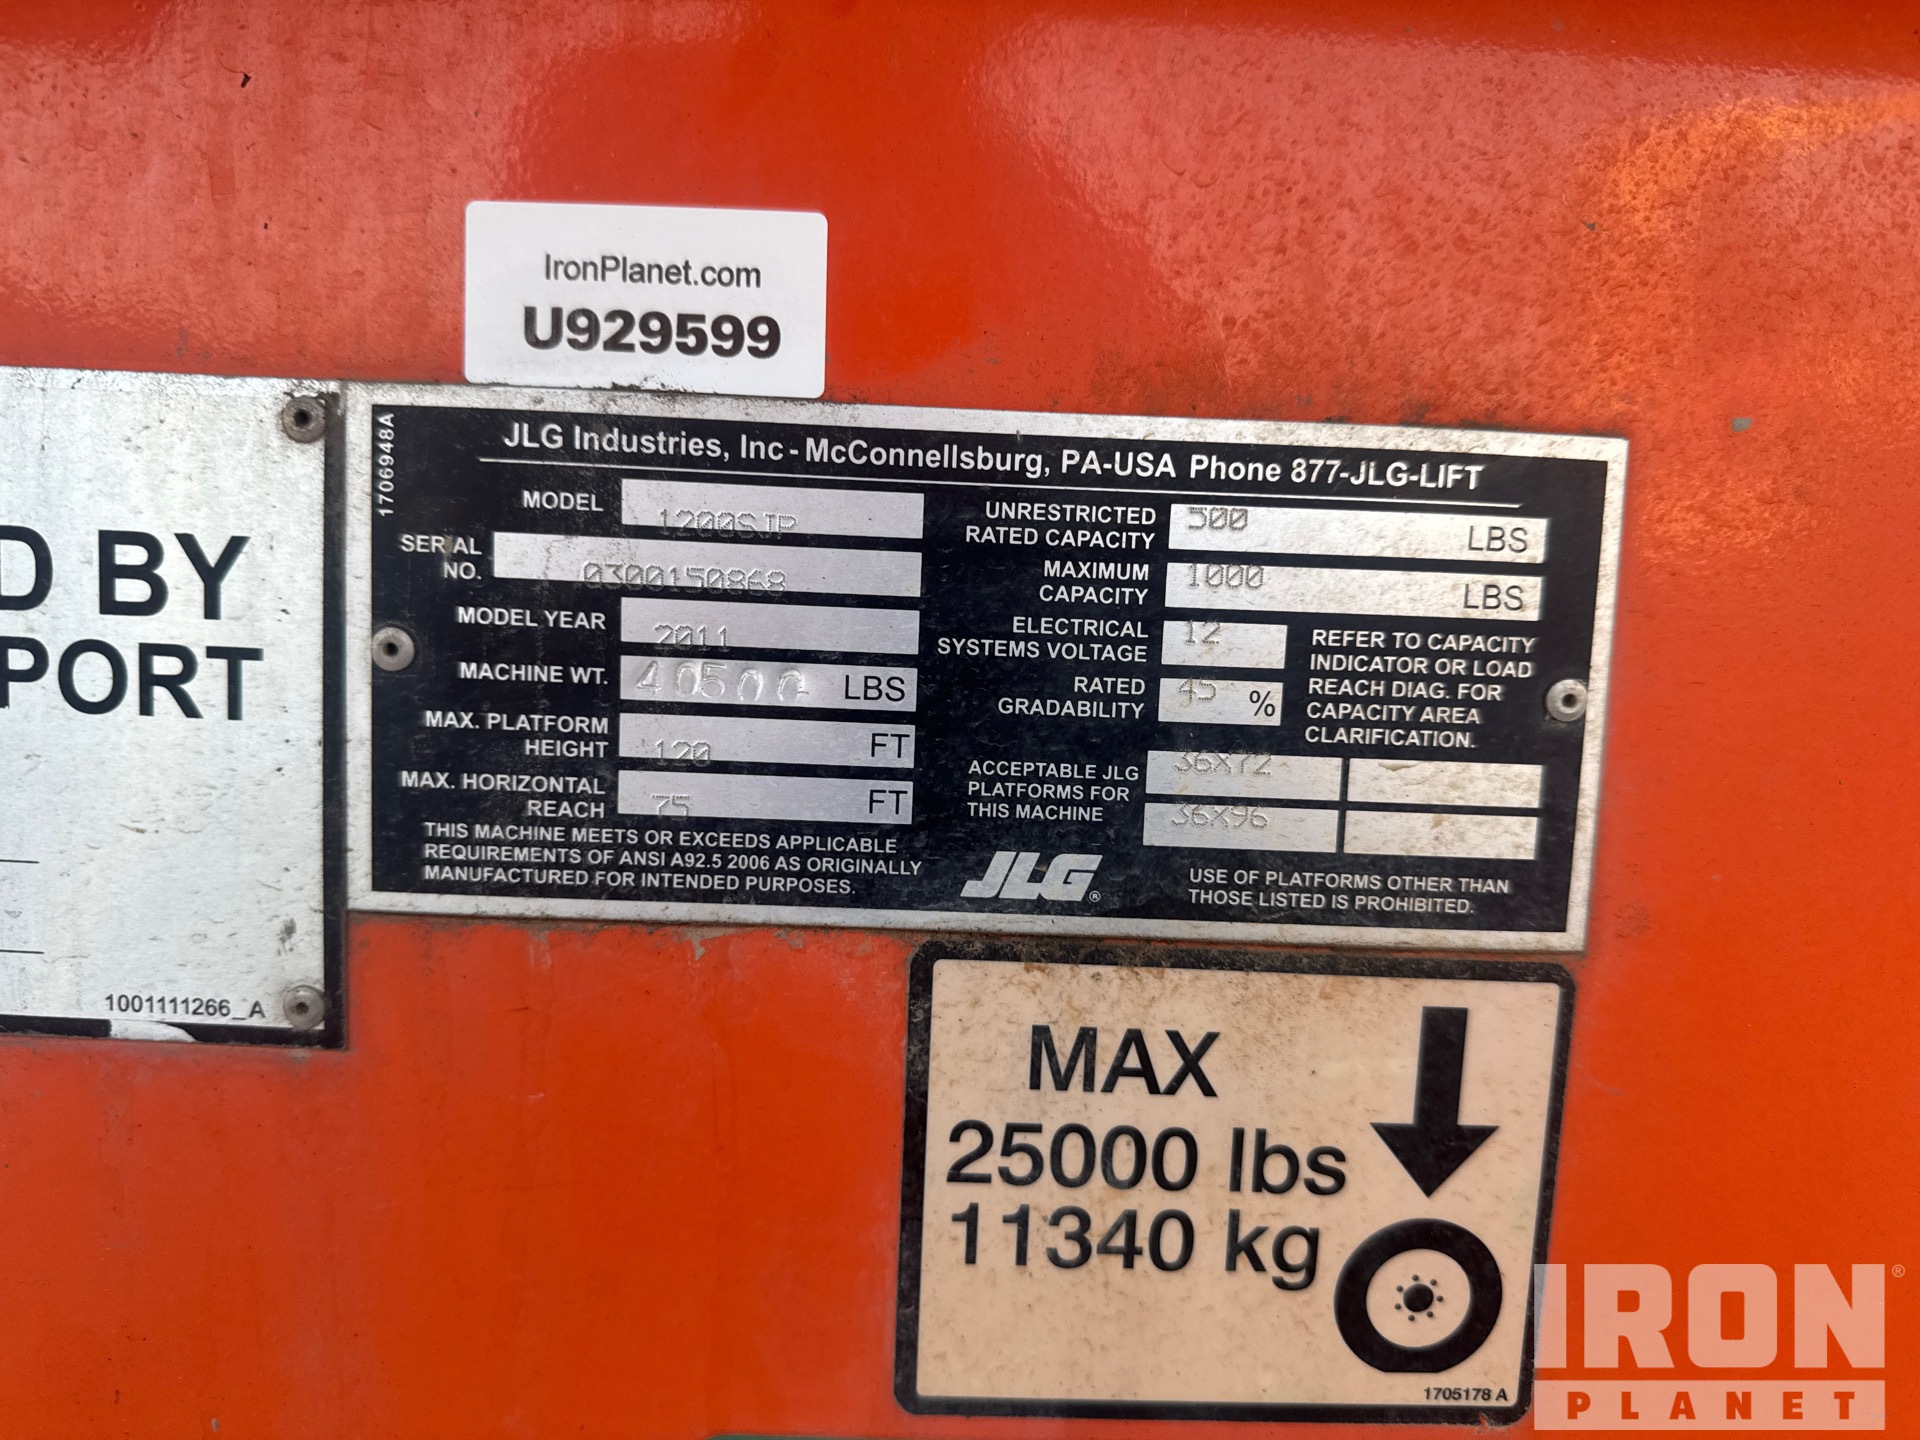 IronPlanet.com
U929599
D BY
PORT
1001111266_A
1706948A
JLG Industries, Inc - McConnellsburg, PA-USA Phone 877-JLG-LIFT
MODEL 1200SJP
SERIAL NO. 0300150868
MODEL YEAR 2011
MACHINE WT. 40500 LBS
MAX. PLATFORM
HEIGHT 120 FT
MAX. HORIZONTAL
REACH 75 FT
THIS MACHINE MEETS OR EXCEEDS APPLICABLE
REQUIREMENTS OF ANSI A92.5 2006 AS ORIGINALLY
MANUFACTURED FOR INTENDED PURPOSES.
UNRESTRICTED
RATED CAPACITY 500 LBS
MAXIMUM
CAPACITY 1000 LBS
ELECTRICAL
SYSTEMS VOLTAGE 12
RATED
GRADABILITY 45 %
REFER TO CAPACITY
INDICATOR OR LOAD
REACH DIAG. FOR
CAPACITY AREA
CLARIFICATION.
ACCEPTABLE JLG
PLATFORMS FOR
THIS MACHINE
36X72
36X96
JLG®
USE OF PLATFORMS OTHER THAN
THOSE LISTED IS PROHIBITED.
MAX
25000 lbs
11340 kg
1705178 A
IRON®
PLANET